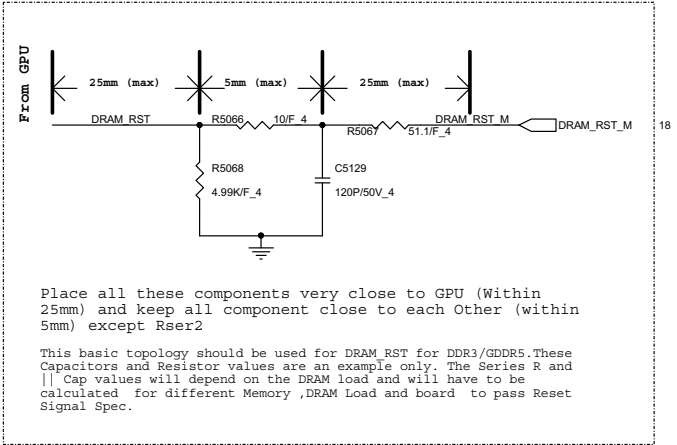 From GPU
25mm (max)
5mm (max)
25mm (max)
DRAM_RST
R5066
10/F_4
R5067
51.1/F_4
DRAM_RST_M
DRAM_RST_M
18
R5068
4.99K/F_4
C5129
120P/50V_4
Place all these components very close to GPU (Within
25mm) and keep all component close to each Other (within
5mm) except Rser2
This basic topology should be used for DRAM_RST for DDR3/GDDR5.These
Capacitors and Resistor values are an example only. The Series R and
|| Cap values will depend on the DRAM load and will have to be
calculated for different Memory ,DRAM Load and board to pass Reset
Signal Spec.